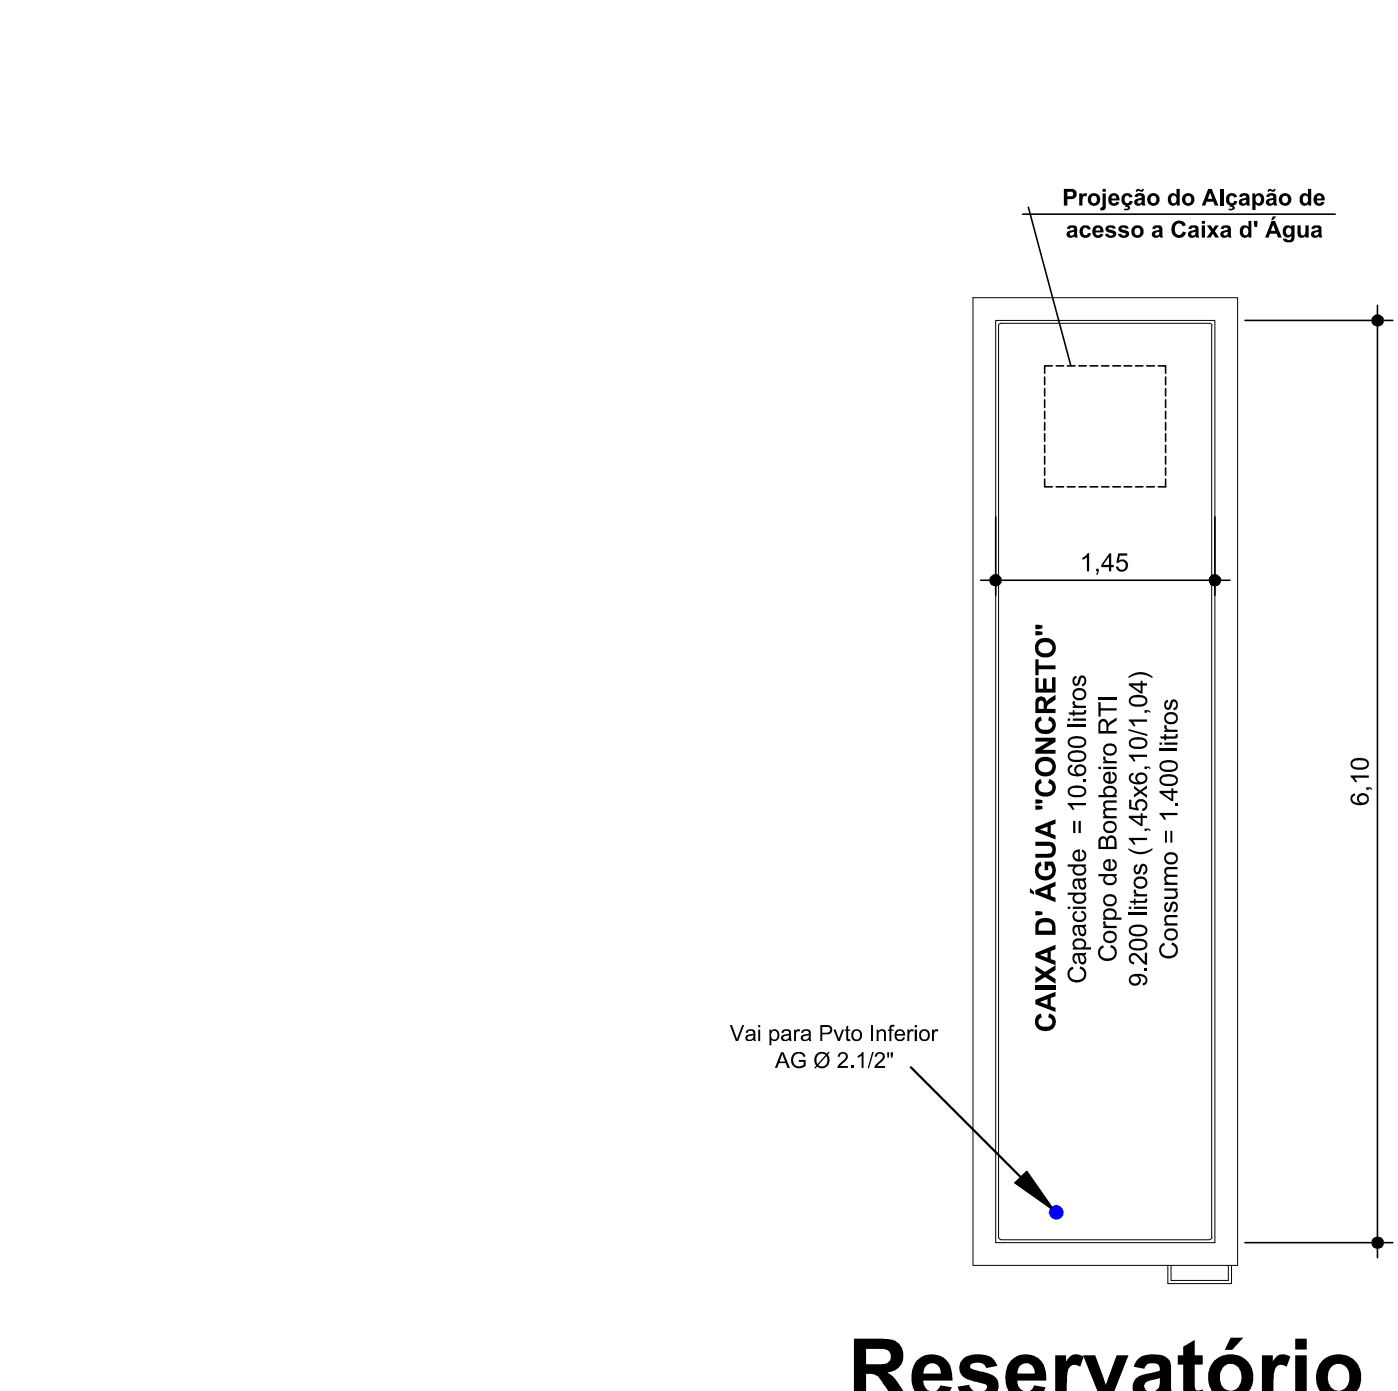 Projeção do Alçapão de
acesso a Caixa d' Água
1,45
CAIXA D' ÁGUA "CONCRETO"
Capacidade = 10.600 litros
Corpo de Bombeiro RTI
9.200 litros (1,45x6,10/1,04)
Consumo = 1.400 litros
6,10
Vai para Pvto Inferior
AG Ø 2.1/2"
Reservatório